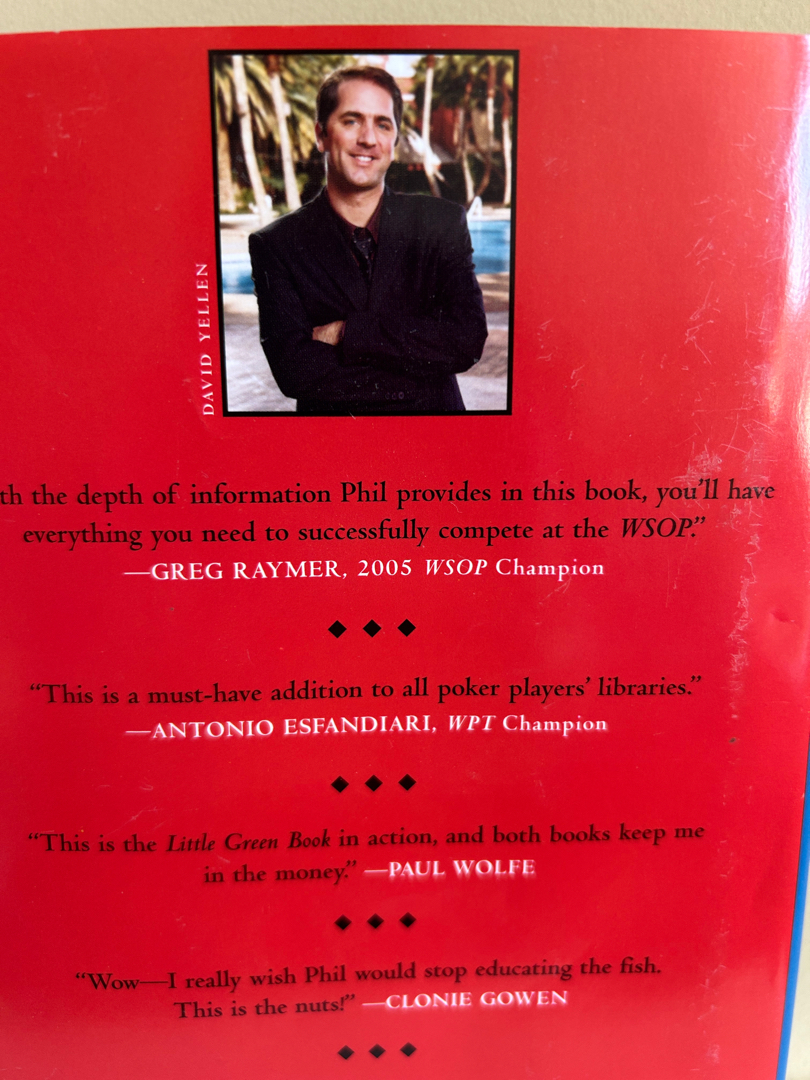 DAVID YELLEN
th the depth of information Phil provides in this book, you'll have
everything you need to successfully compete at the WSOP."
—GREG RAYMER, 2005 WSOP Champion
"This is a must-have addition to all poker players' libraries."
—ANTONIO ESFANDIARI, WPT Champion
"This is the Little Green Book in action, and both books keep me
in the money." —PAUL WOLFE
"Wow—I really wish Phil would stop educating the fish.
This is the nuts!" —CLONIE GOWEN